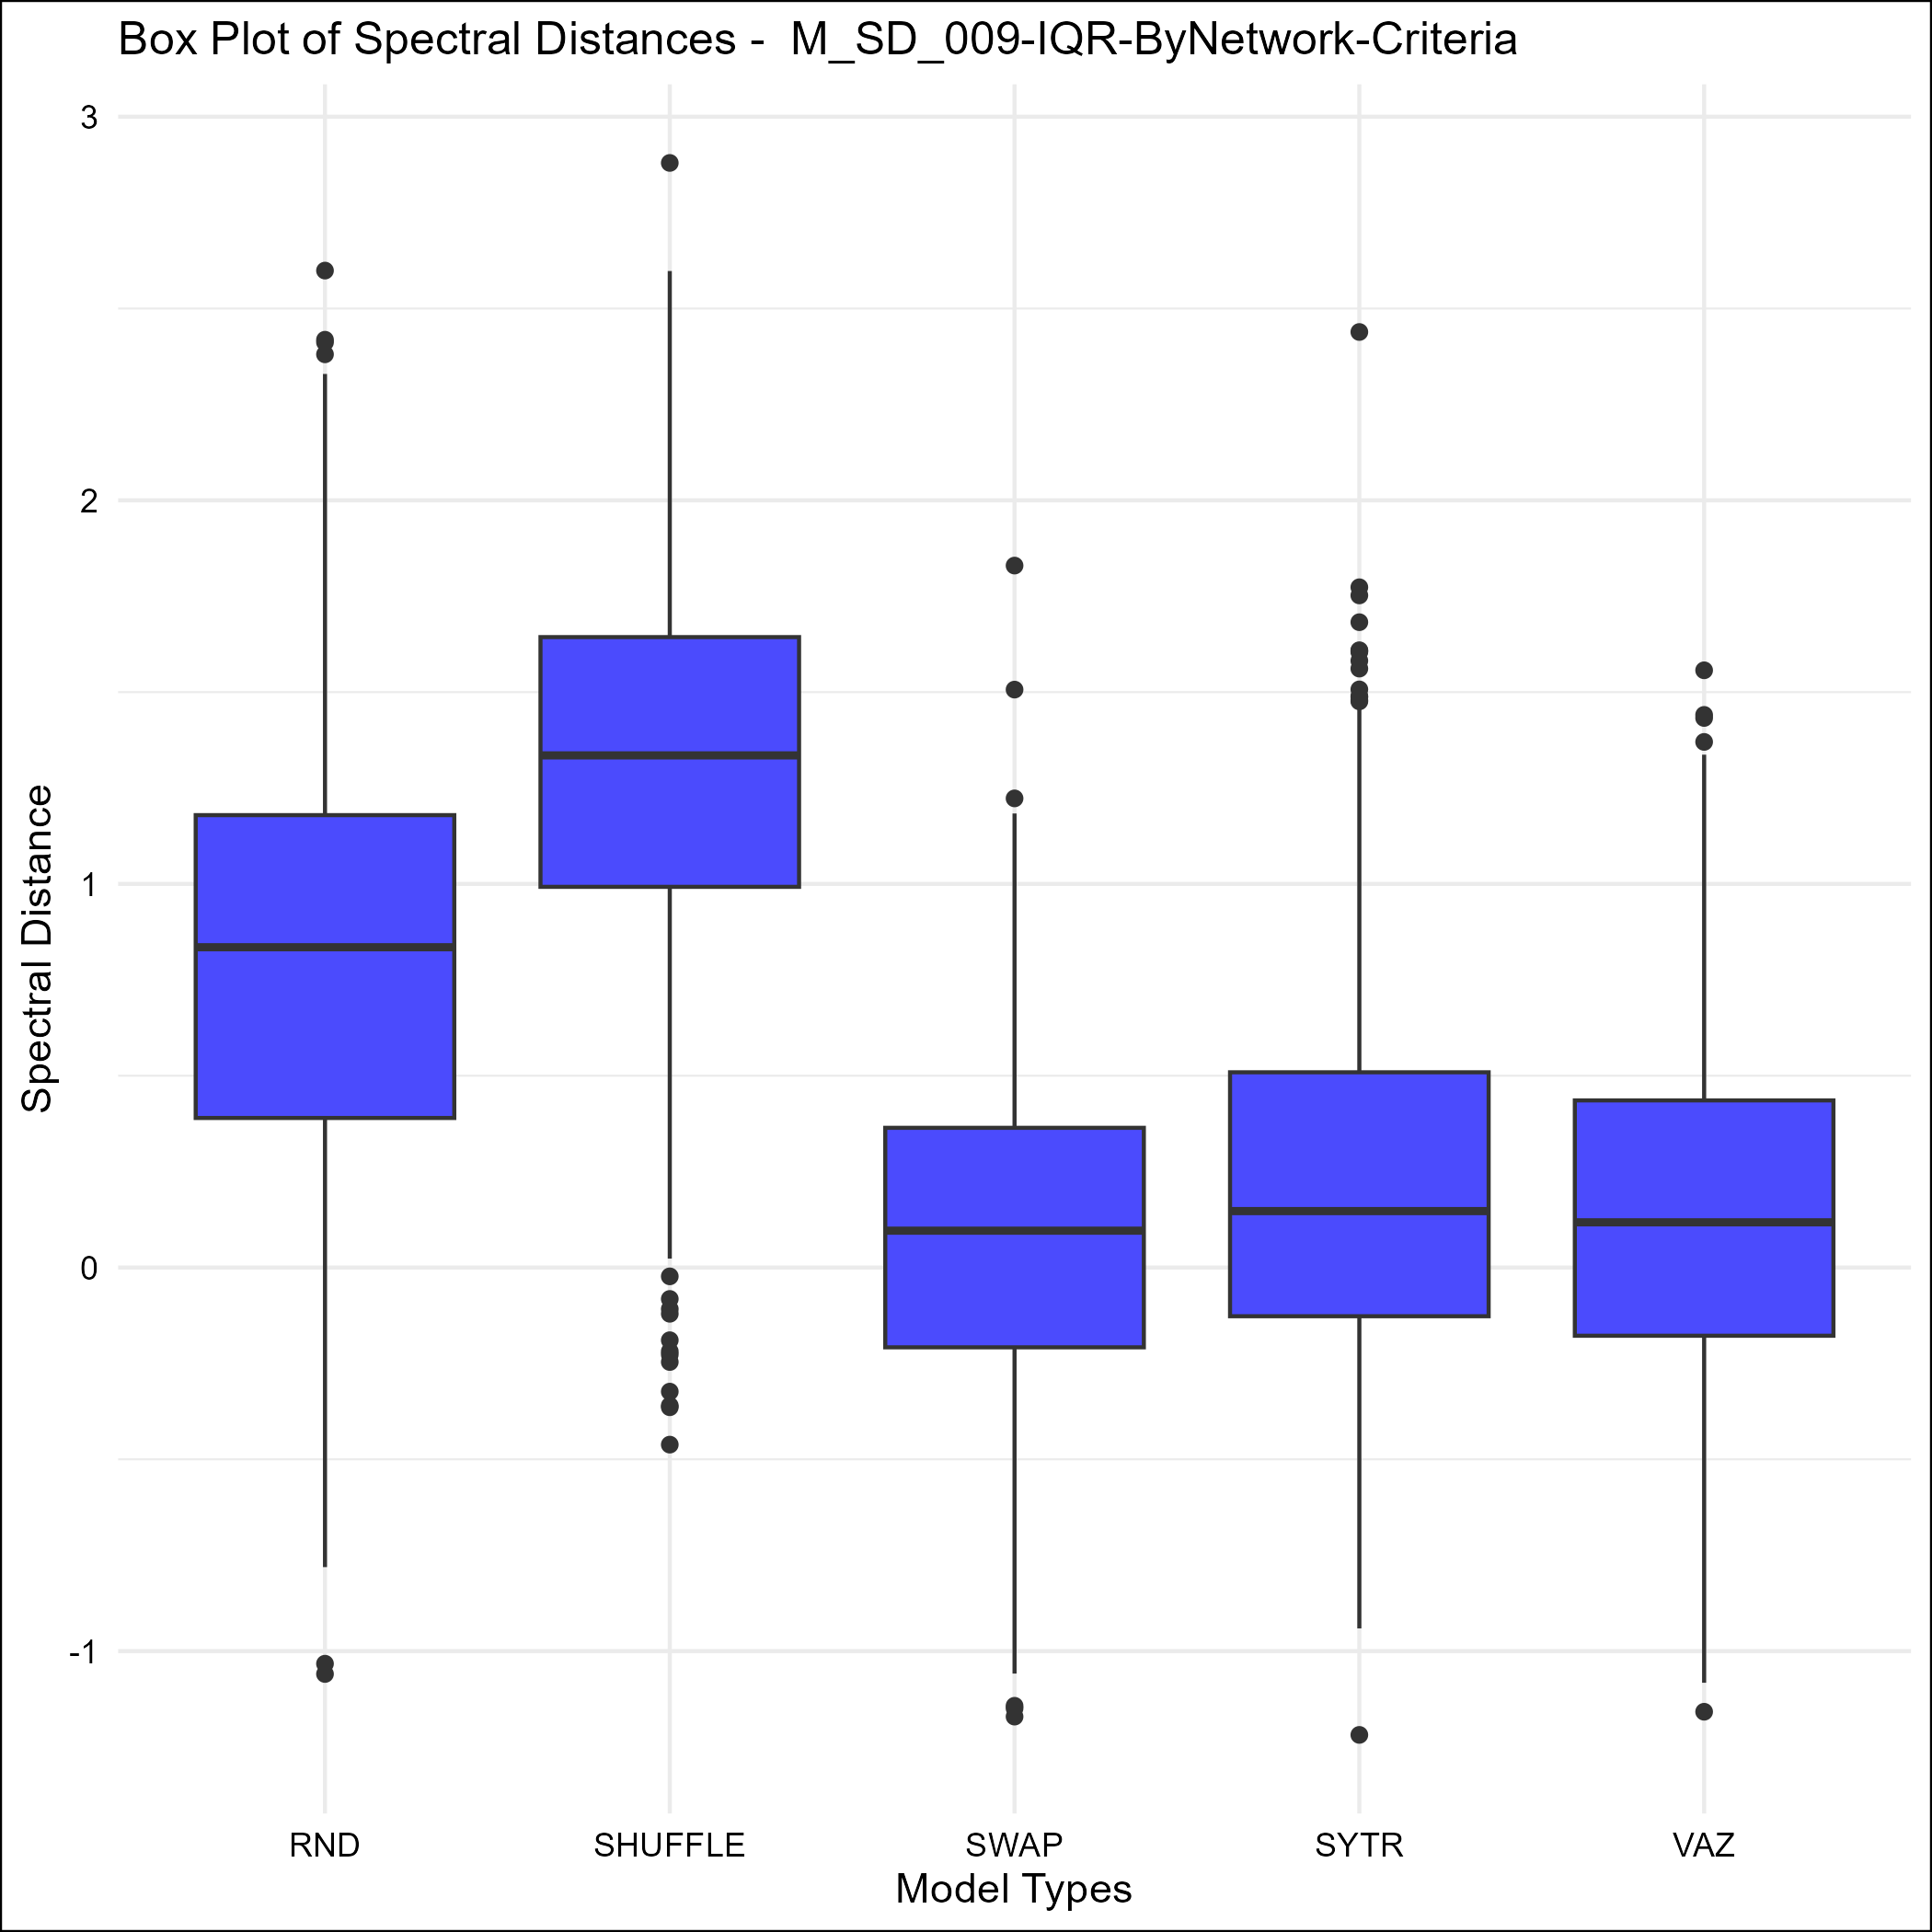 Box Plot of Spectral Distances -  M_SD_009-IQR-ByNetwork-Criteria
3
2
1
0
-1
Spectral Distance
RND
SHUFFLE
SWAP
SYTR
VAZ
Model Types